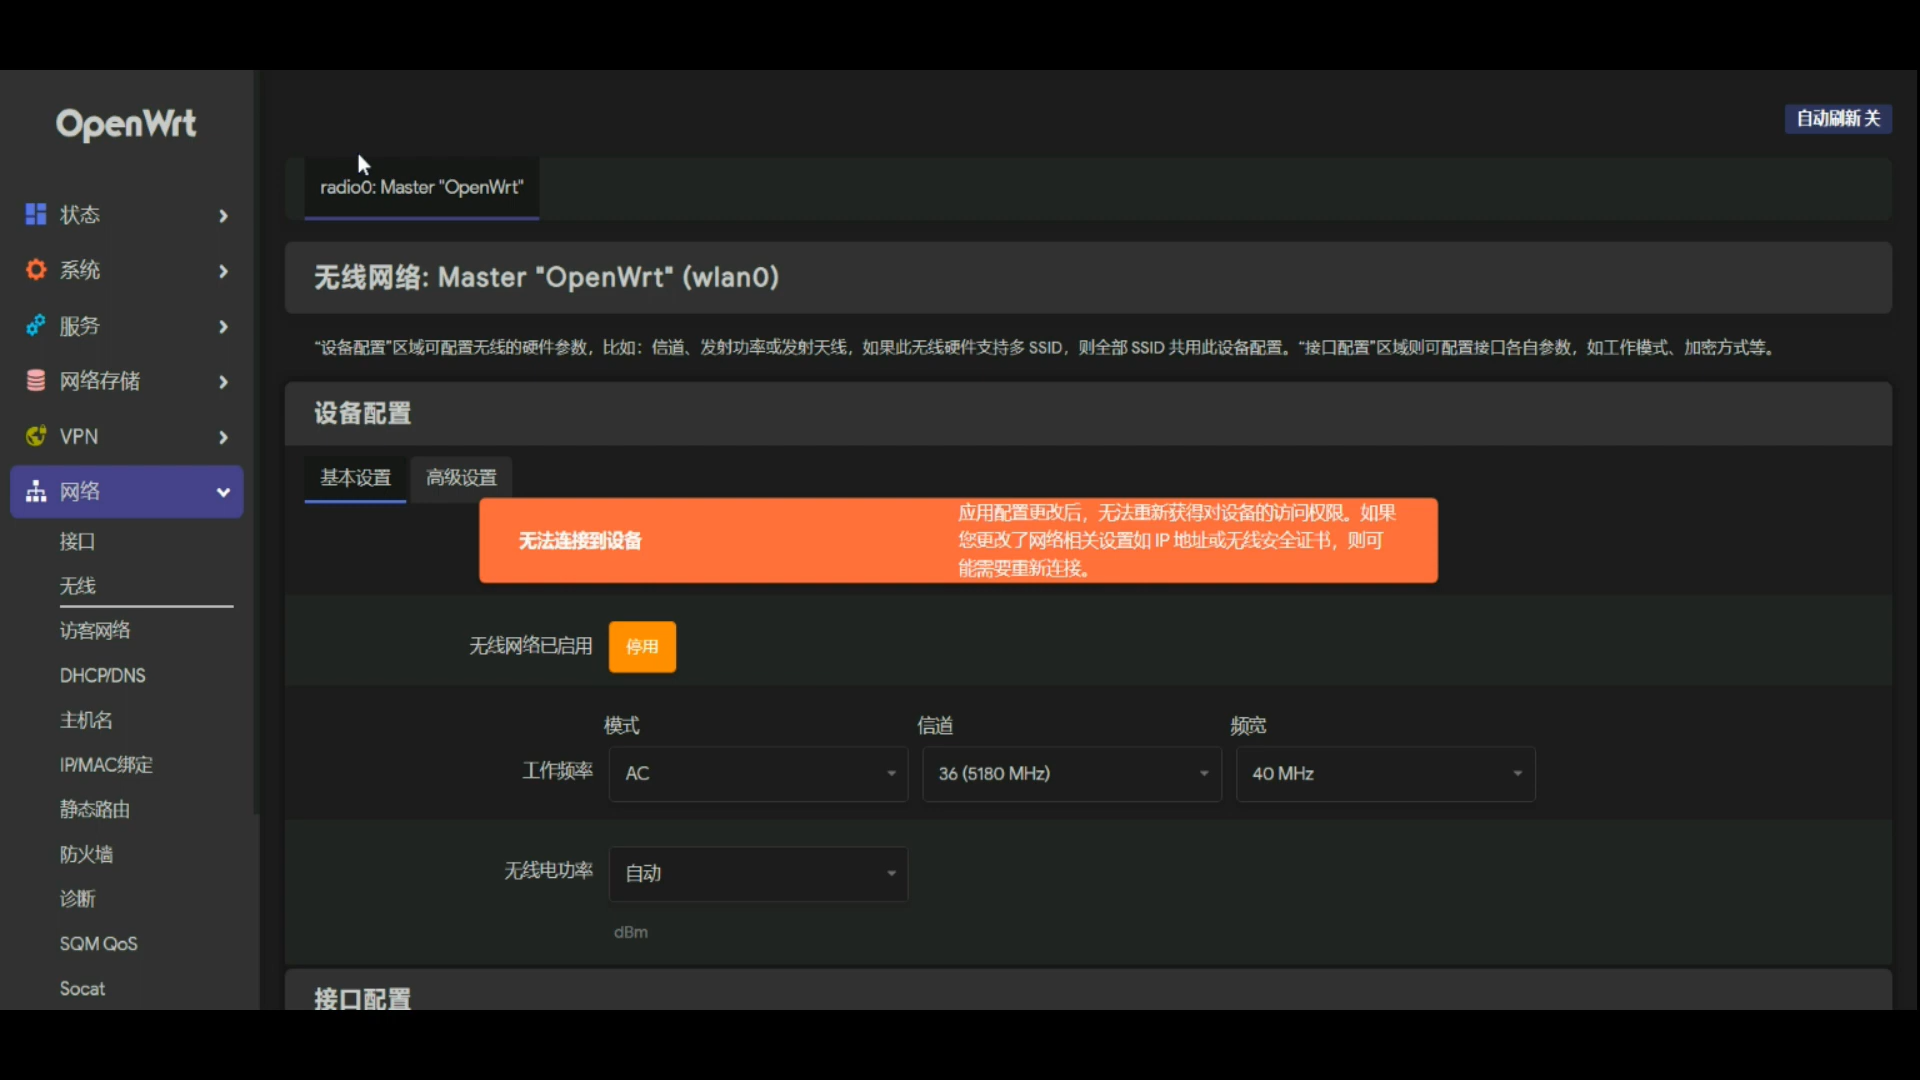 OpenWrt
状态
系统
服务
网络存储
VPN
网络
接口
无线
访客网络
DHCP/DNS
主机名
IP/MAC绑定
静态路由
防火墙
诊断
SQM QoS
Socat
自动刷新 关
radio0: Master "OpenWrt"
无线网络: Master "OpenWrt" (wlan0)
“设备配置”区域可配置无线的硬件参数，比如：信道、发射功率或发射天线，如果此无线硬件支持多 SSID，则全部 SSID 共用此设备配置。“接口配置”区域则可配置接口各自参数，如工作模式、加密方式等。
设备配置
基本设置 高级设置
无法连接到设备
应用配置更改后，无法重新获得对设备的访问权限。如果
您更改了网络相关设置如 IP 地址或无线安全证书，则可
能需要重新连接。
无线网络已启用 停用
模式 信道 频宽
工作频率 AC 36 (5180 MHz) 40 MHz
无线电功率 自动
dBm
接口配置